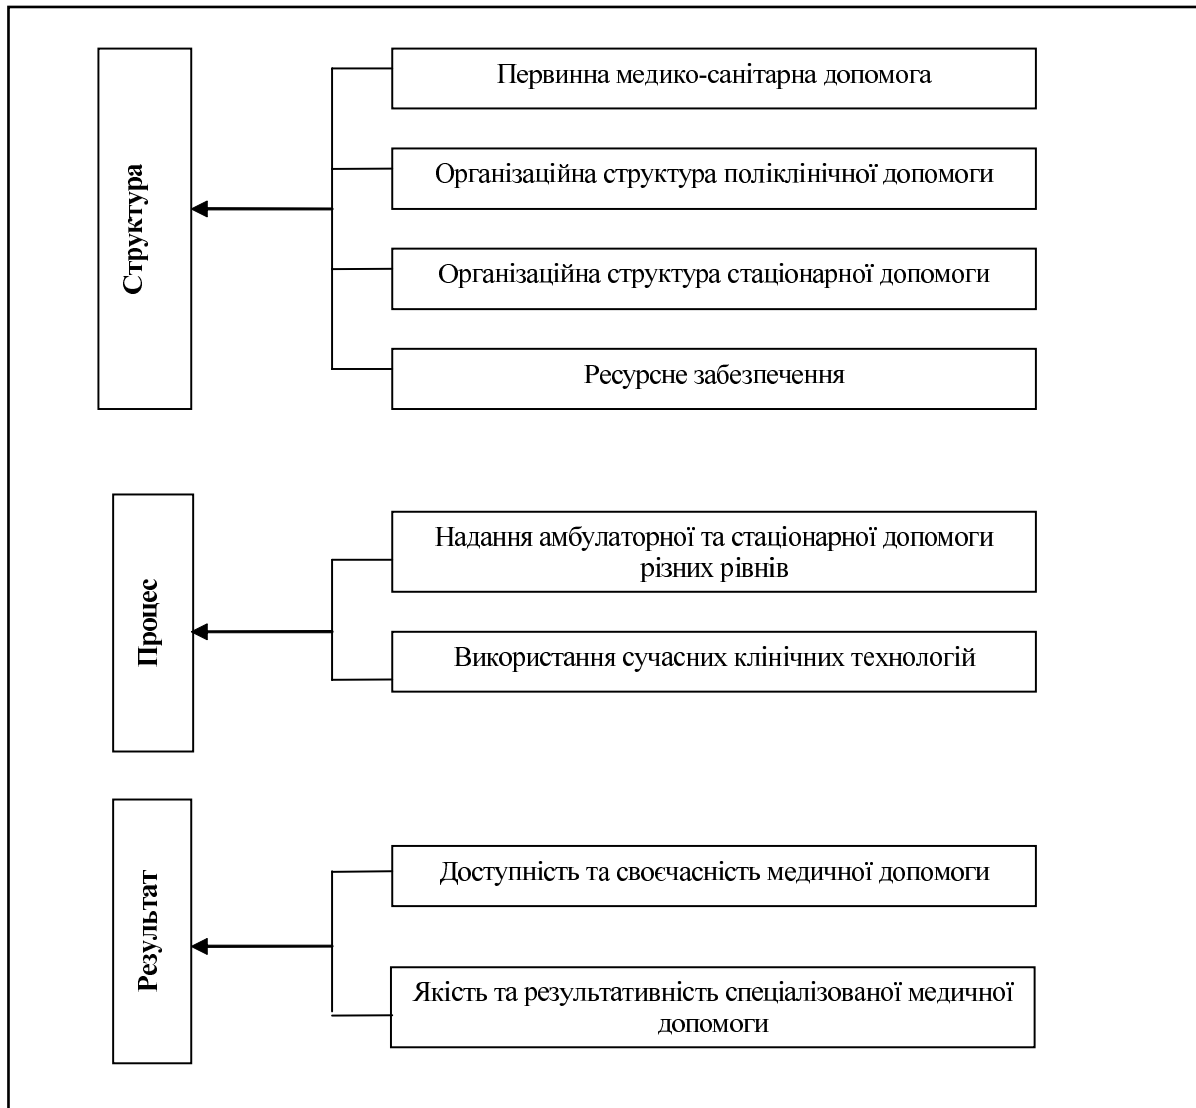 Структура
Первинна медико-санітарна допомога
Організаційна структура поліклінічної допомоги
Організаційна структура стаціонарної допомоги
Ресурсне забезпечення
Процес
Надання амбулаторної та стаціонарної допомоги
різних рівнів
Використання сучасних клінічних технологій
Результат
Доступність та своєчасність медичної допомоги
Якість та результативність спеціалізованої медичної
допомоги